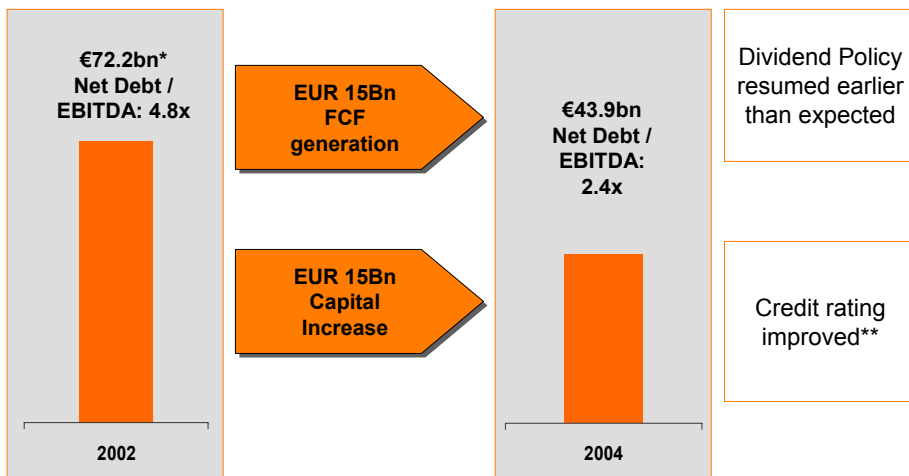 €72.2bn*
Net Debt /
EBITDA: 4.8x
2002
EUR 15Bn
FCF
generation
EUR 15Bn
Capital
Increase
€43.9bn
Net Debt /
EBITDA:
2.4x
2004
Dividend Policy
resumed earlier
than expected
Credit rating
improved**